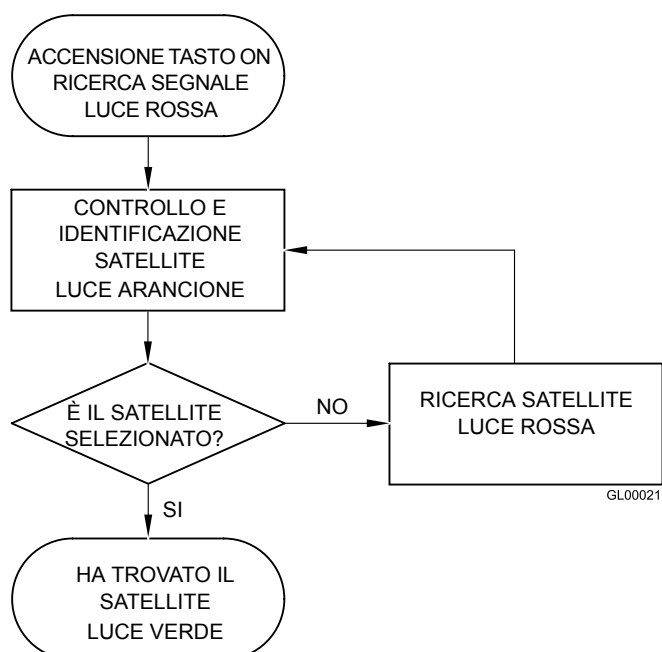 ACCENSIONE TASTO ON
RICERCA SEGNALE
LUCE ROSSA
CONTROLLO E
IDENTIFICAZIONE
SATELLITE
LUCE ARANCIONE
È IL SATELLITE
SELEZIONATO?
NO
RICERCA SATELLITE
LUCE ROSSA
GL00021
SI
HA TROVATO IL
SATELLITE
LUCE VERDE